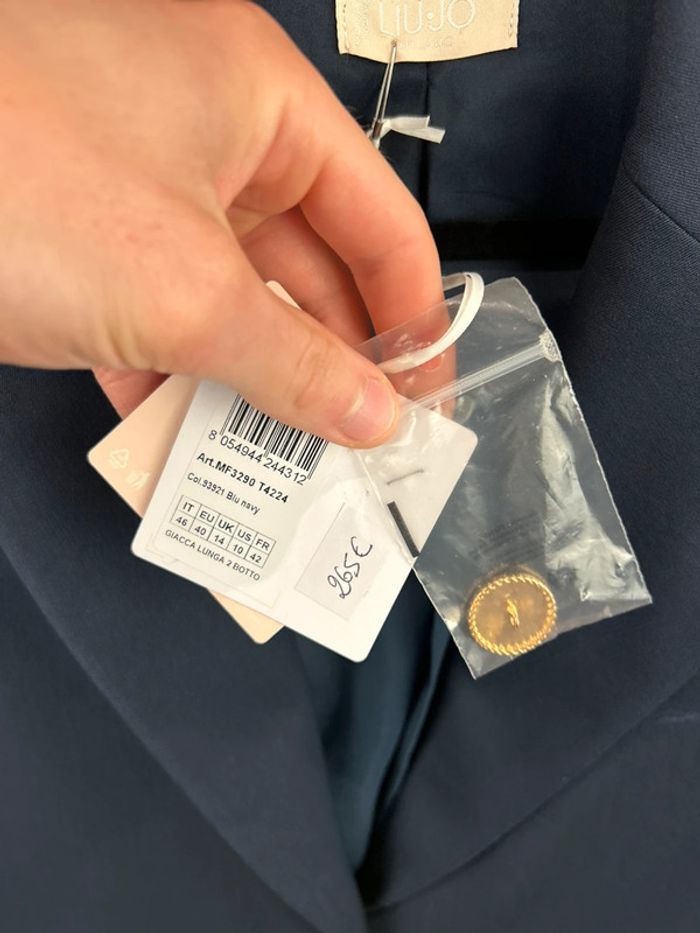 LIU·JO
8 054944 244312
Art.MF3290 T4224
Col.93921 Blu navy
IT EU UK US FR
46 40 14 10 42
GIACCA LUNGA 2 BOTTO
265€